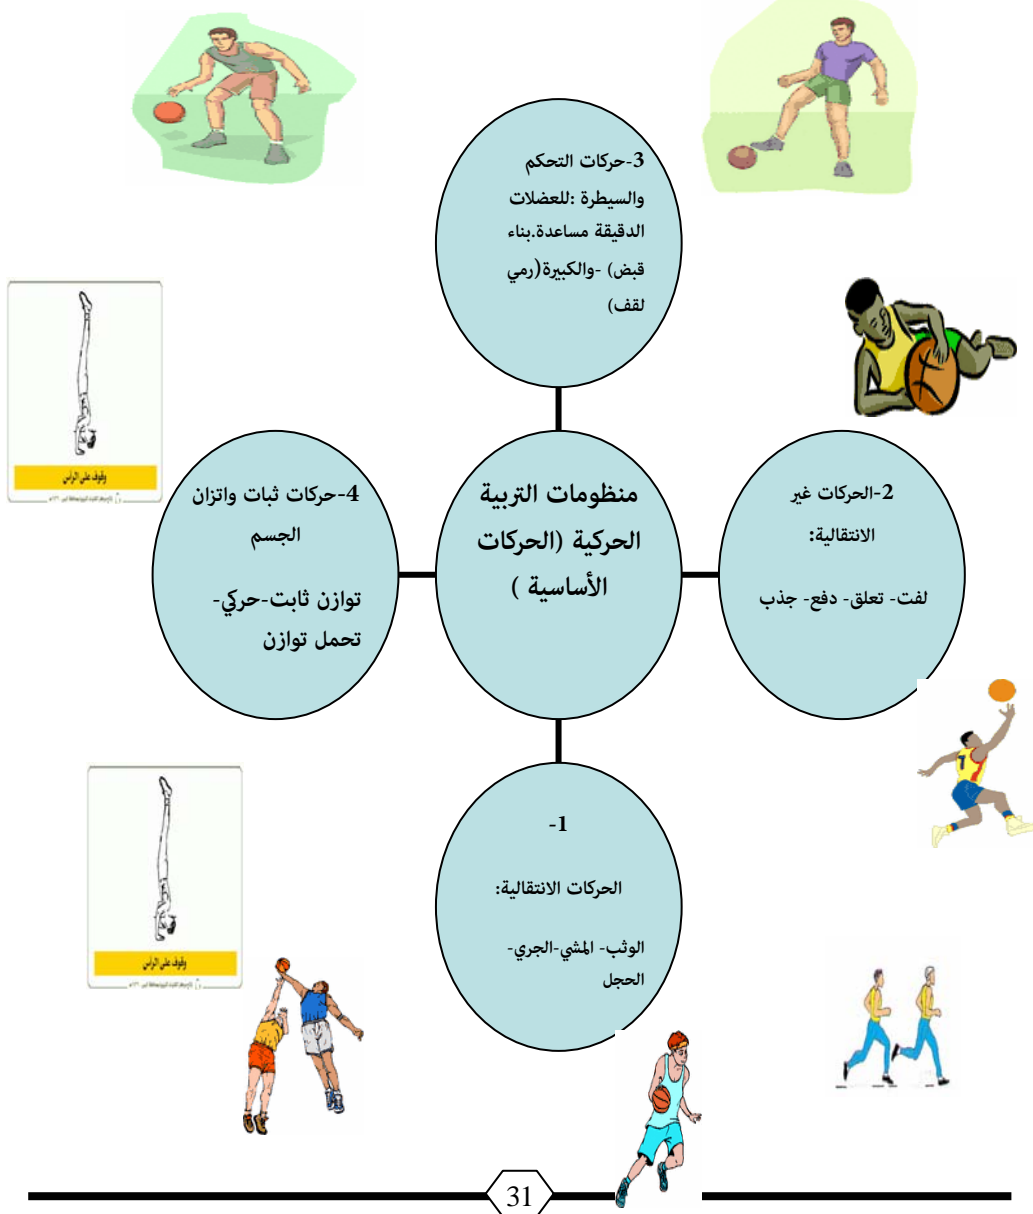 3-حركات التحكم
والسيطرة :للعضلات
الدقيقة مساعدة.بناء
قبض) -والكبيرة(رمي
لقف)
وقوف على الرأس
4-حركات ثبات واتزان
الجسم
توازن ثابت-حركي-
تحمل توازن
منظومات التربية
الحركية (الحركات
الأساسية )
2-الحركات غير
الانتقالية:
لفت- تعلق- دفع- جذب
1-
الحركات الانتقالية:
الوثب- المشي-الجري-
الحجل
وقوف على الرأس
31